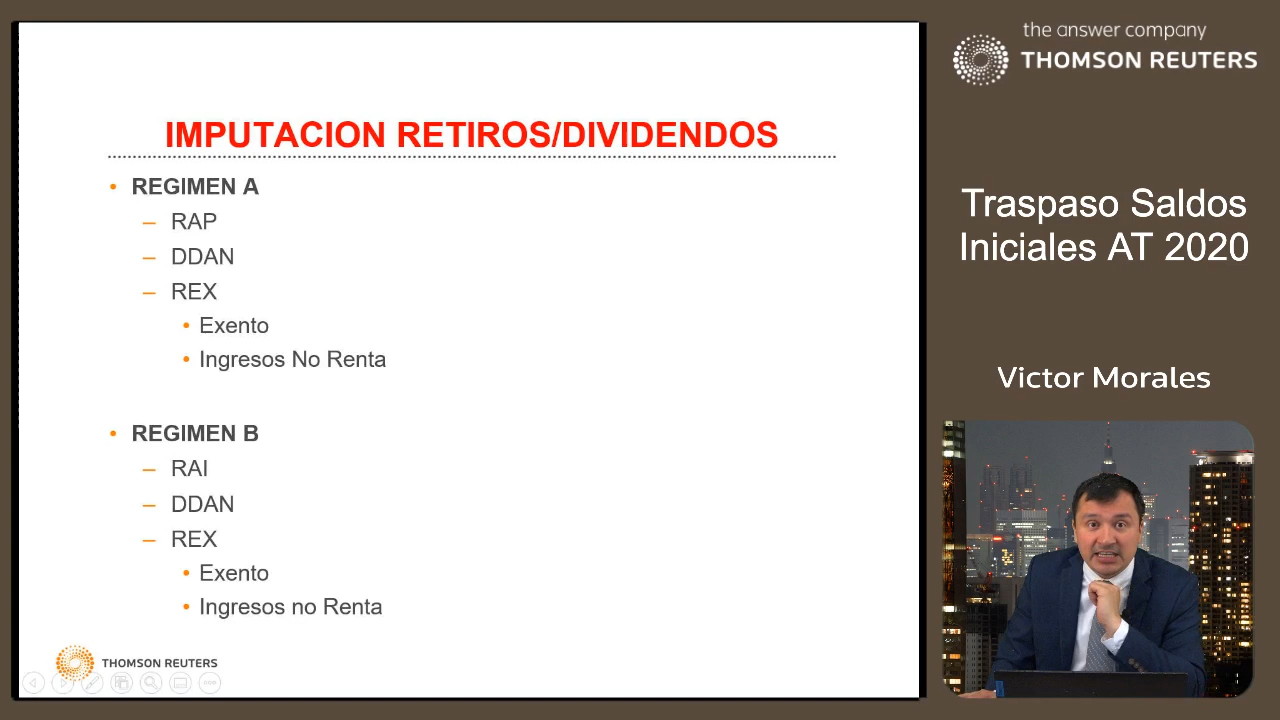 IMPUTACION RETIROS/DIVIDENDOS
• REGIMEN A
– RAP
– DDAN
– REX
• Exento
• Ingresos No Renta
• REGIMEN B
– RAI
– DDAN
– REX
• Exento
• Ingresos no Renta
THOMSON REUTERS
the answer company
THOMSON REUTERS
Traspaso Saldos
Iniciales AT 2020
Victor Morales